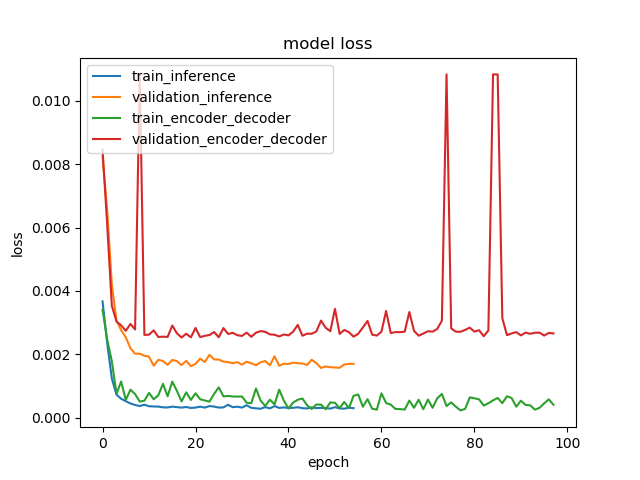 model loss
train_inference
validation_inference
train_encoder_decoder
validation_encoder_decoder
loss
0.010
0.008
0.006
0.004
0.002
0.000
0 20 40 60 80 100
epoch